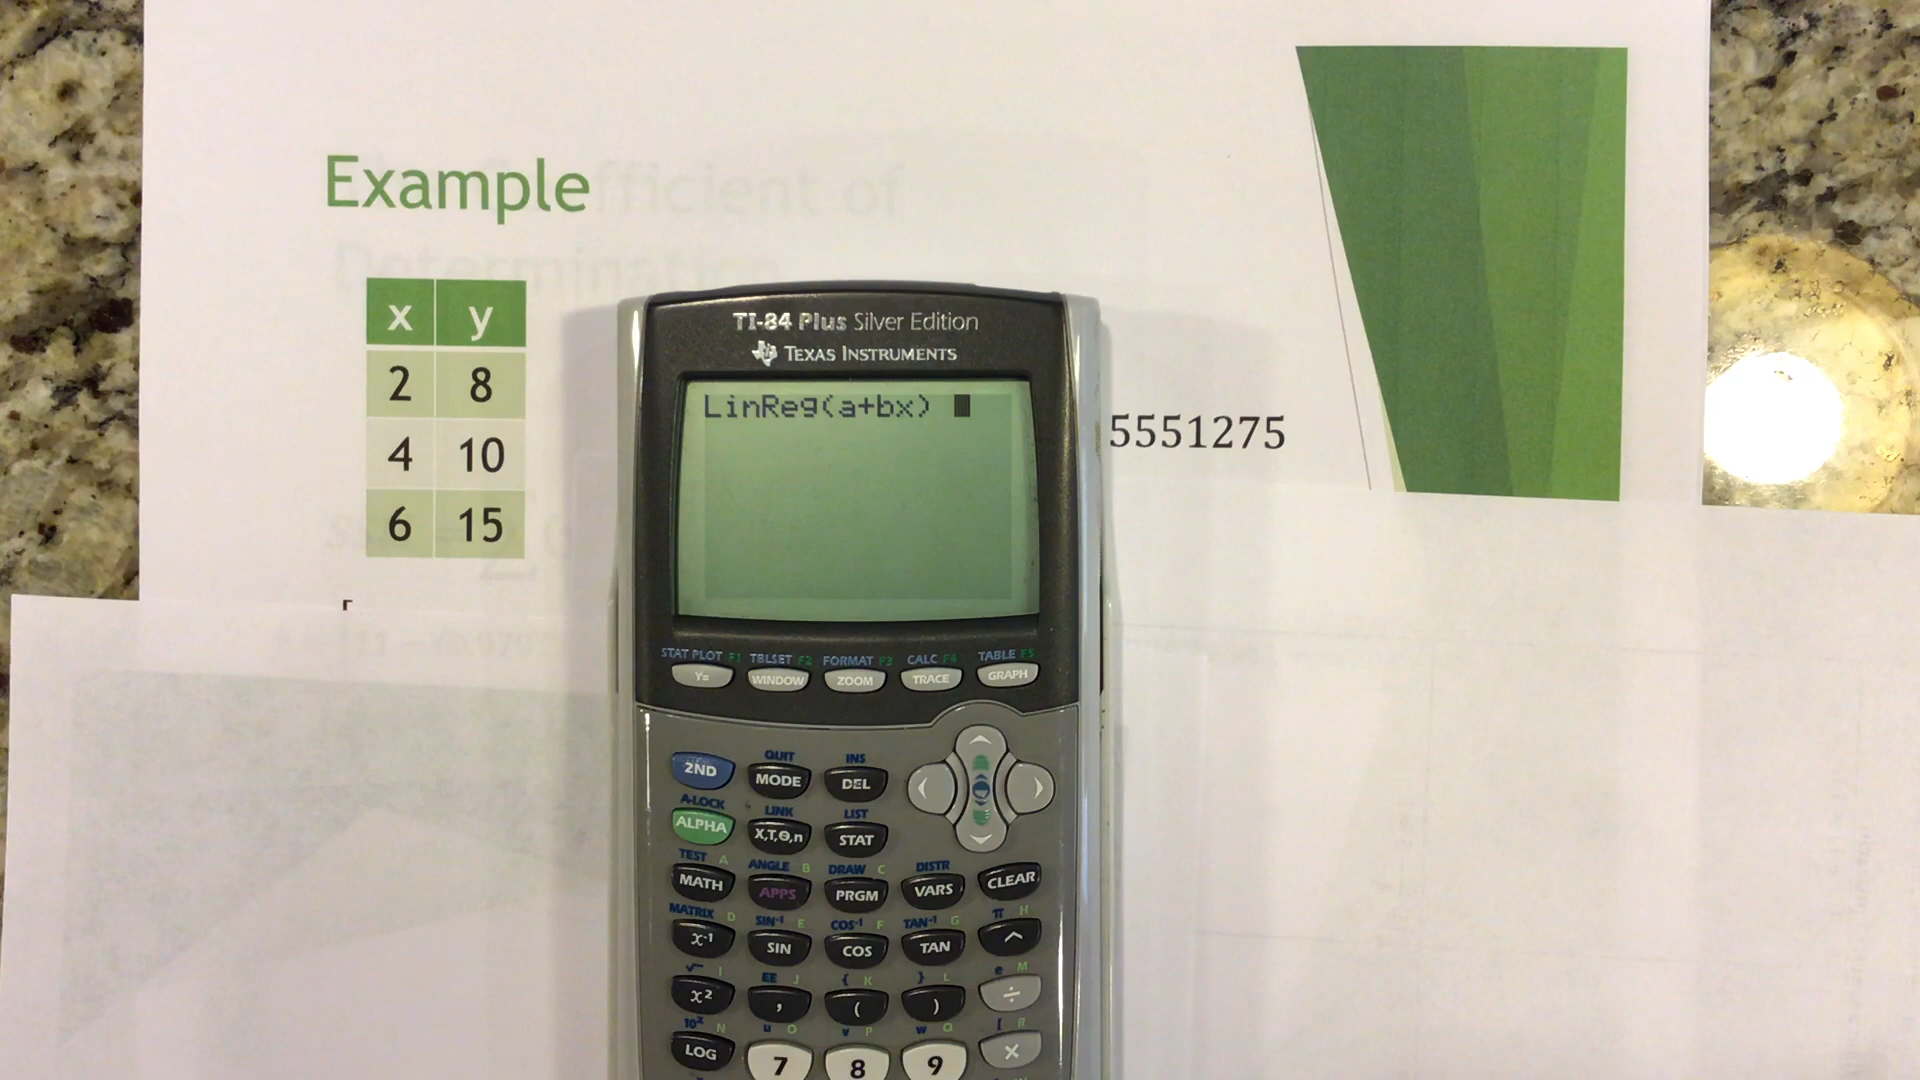 Example
x y
2 8
4 10
6 15
5551275
TI-84 Plus Silver Edition
TEXAS INSTRUMENTS
LinReg(a+bx)
STAT PLOT F1 TBLSET F2 FORMAT F3 CALC F4 TABLE F5
Y= WINDOW ZOOM TRACE GRAPH
QUIT INS
2ND MODE DEL
A-LOCK LINK LIST
ALPHA X,T,Θ,n STAT
TEST A ANGLE B DRAW C DISTR
MATH APPS PRGM VARS CLEAR
MATRIX D SIN⁻¹ E COS⁻¹ F TAN⁻¹ G π H
x⁻¹ SIN COS TAN ^
√ I EE J { K } L e M
x² , ( ) ÷
10ˣ N u O v P w Q [ R
LOG 7 8 9 ×